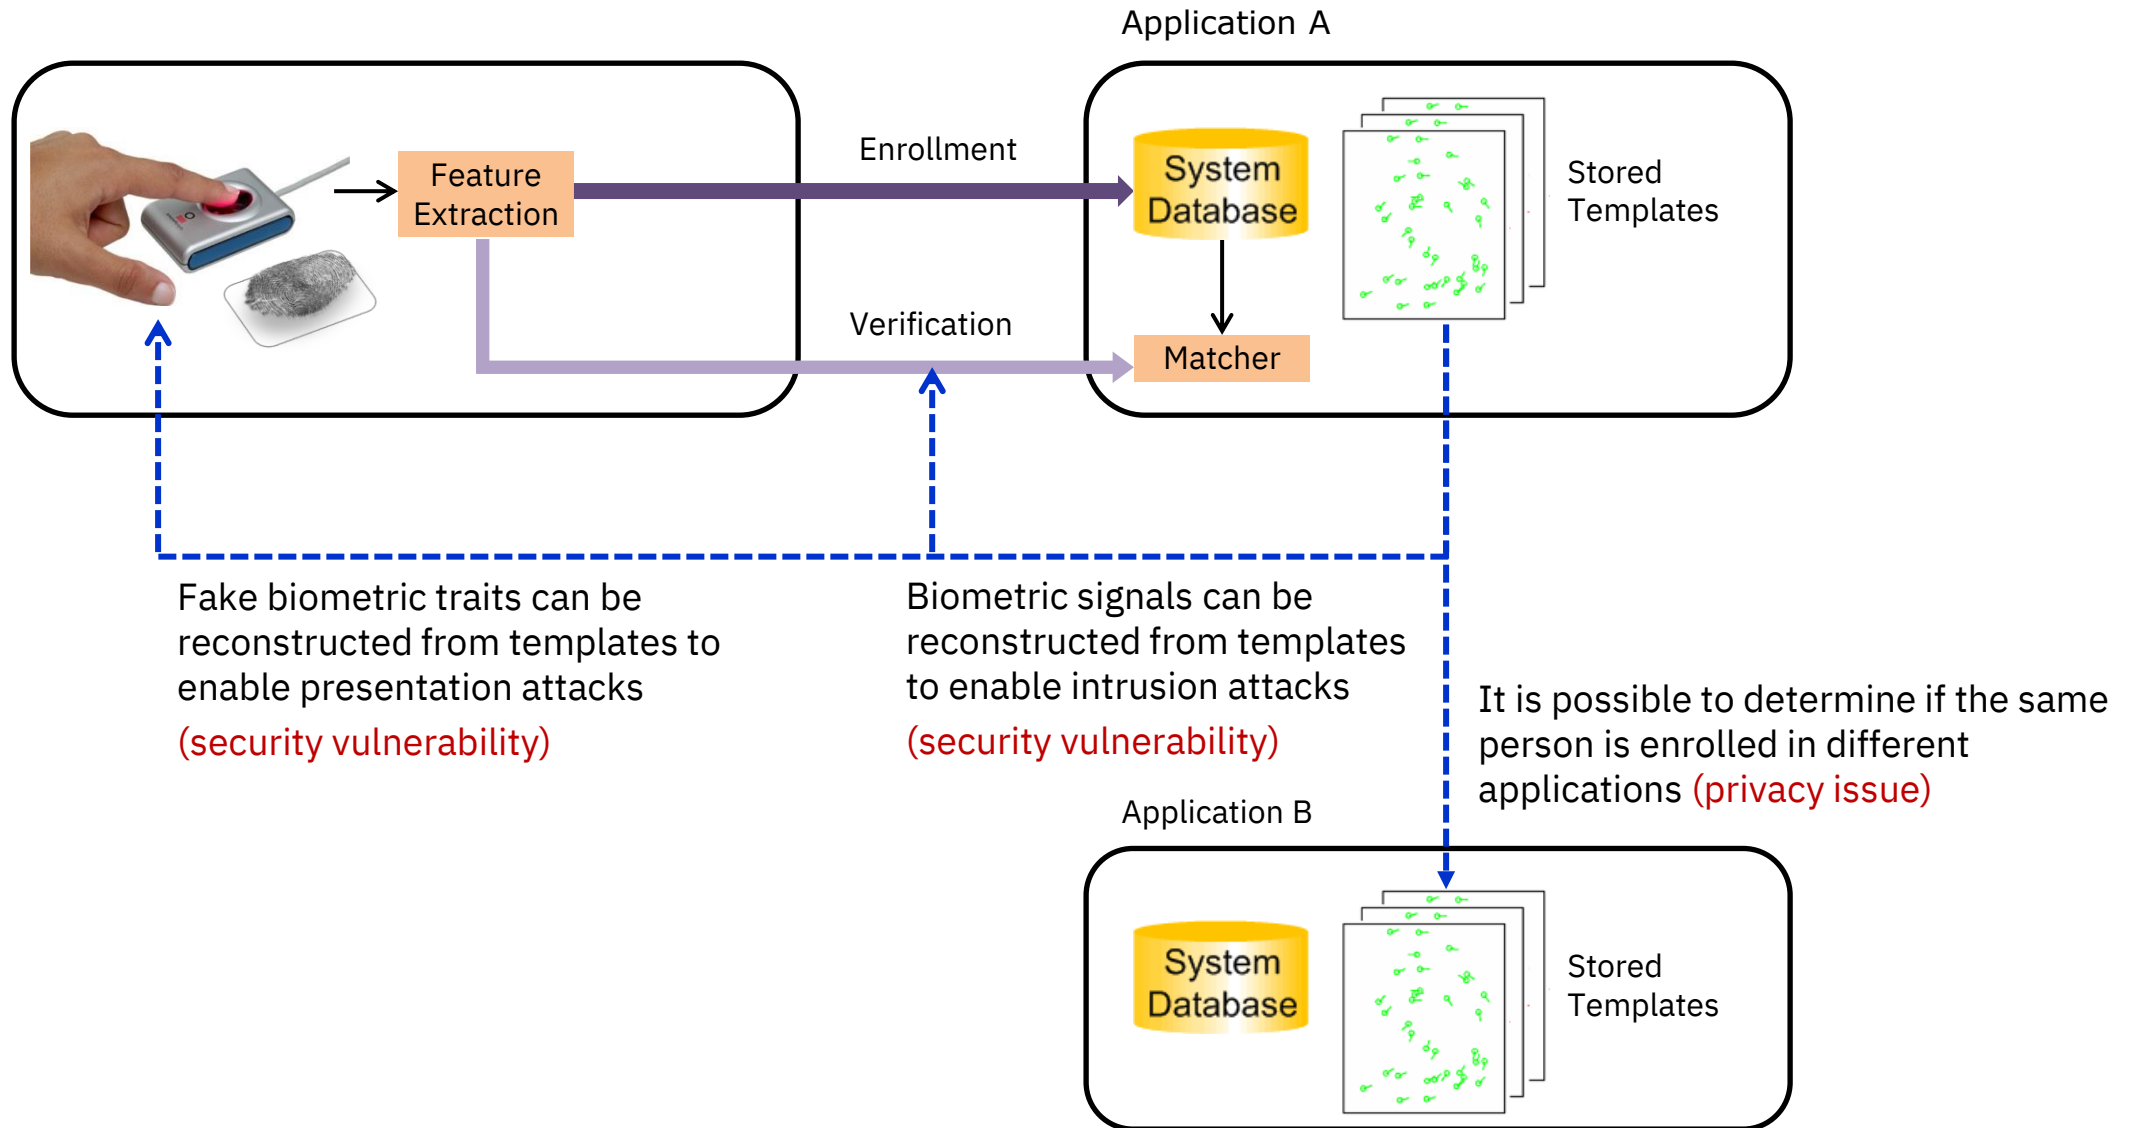 Application A
Feature
Extraction
Enrollment
System
Database
Stored
Templates
Verification
Matcher
Fake biometric traits can be
reconstructed from templates to
enable presentation attacks
(security vulnerability)
Biometric signals can be
reconstructed from templates
to enable intrusion attacks
(security vulnerability)
It is possible to determine if the same
person is enrolled in different
applications (privacy issue)
Application B
System
Database
Stored
Templates